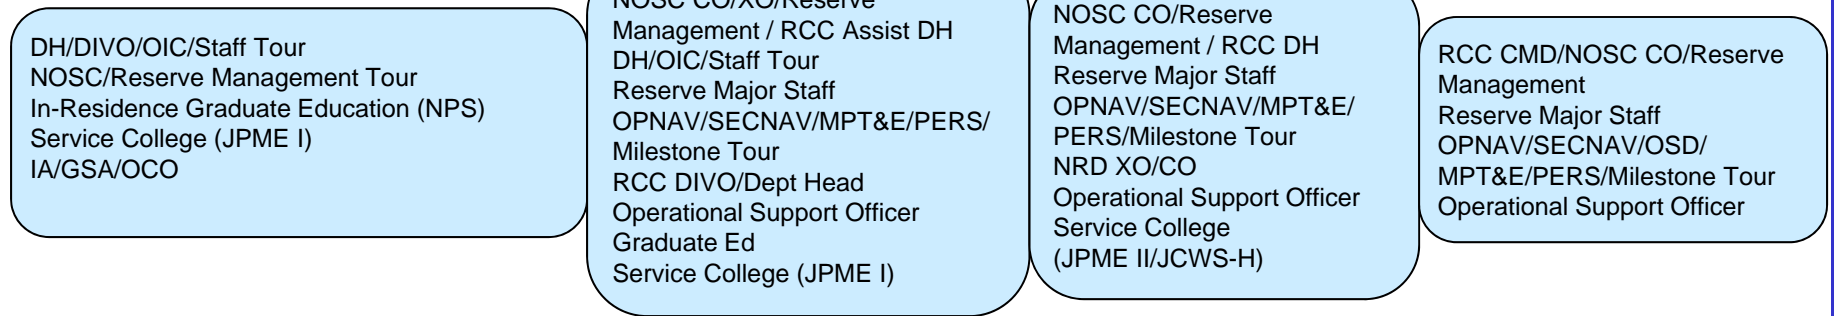 DH/DIVO/OIC/Staff Tour
NOSC/Reserve Management Tour
In-Residence Graduate Education (NPS)
Service College (JPME I)
IA/GSA/OCO
NOSC CO/XO/Reserve
Management / RCC Assist DH
DH/OIC/Staff Tour
Reserve Major Staff
OPNAV/SECNAV/MPT&E/PERS/
Milestone Tour
RCC DIVO/Dept Head
Operational Support Officer
Graduate Ed
Service College (JPME I)
NOSC CO/Reserve
Management / RCC DH
Reserve Major Staff
OPNAV/SECNAV/MPT&E/
PERS/Milestone Tour
NRD XO/CO
Operational Support Officer
Service College
(JPME II/JCWS-H)
RCC CMD/NOSC CO/Reserve
Management
Reserve Major Staff
OPNAV/SECNAV/OSD/
MPT&E/PERS/Milestone Tour
Operational Support Officer